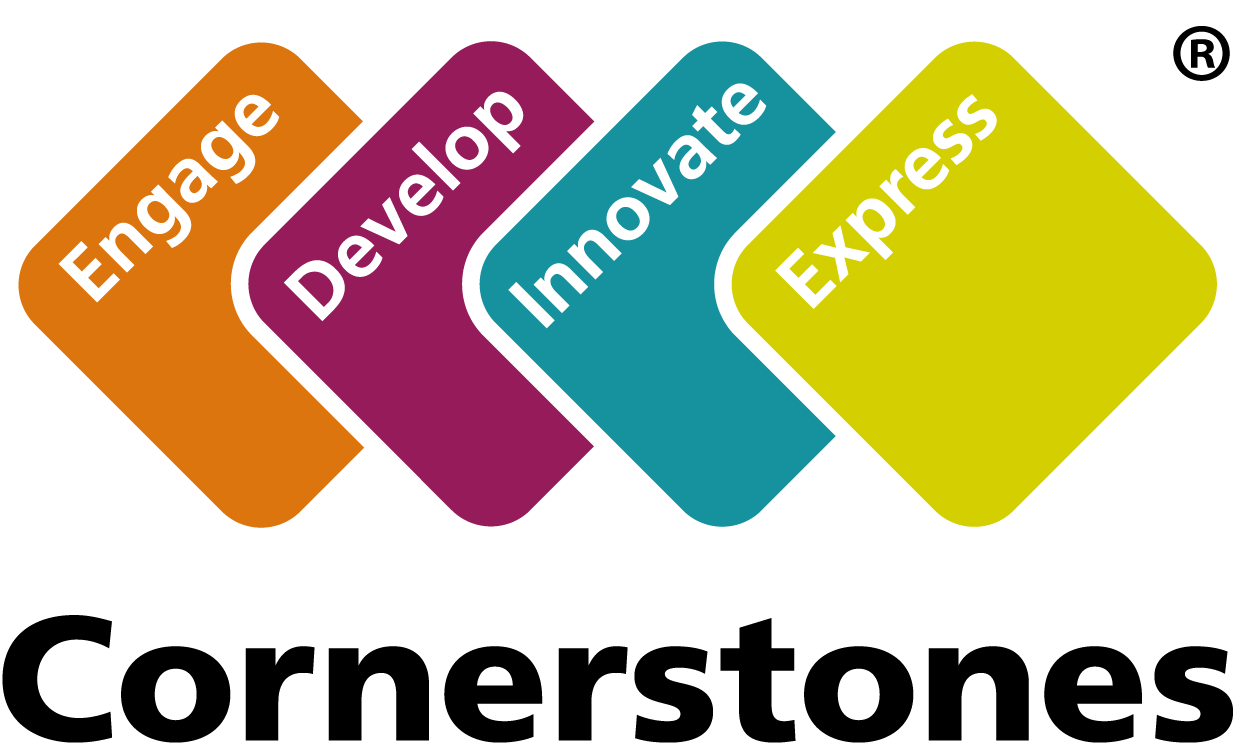 Engage
Develop
Innovate
Express
®
Cornerstones